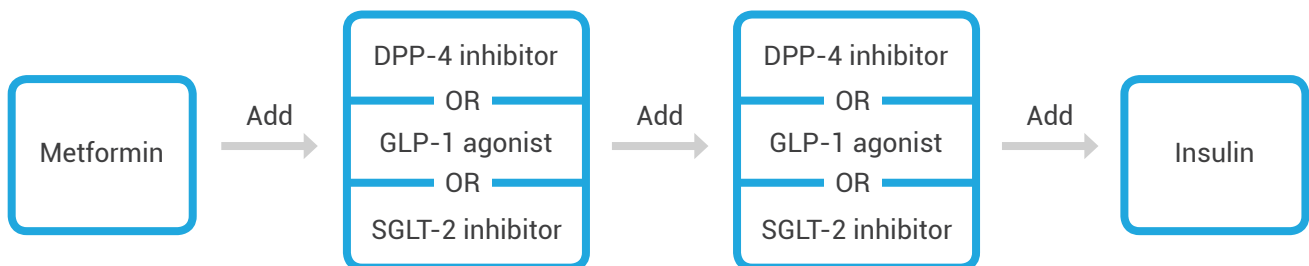 Metformin
Add
DPP-4 inhibitor
OR
GLP-1 agonist
OR
SGLT-2 inhibitor
Add
DPP-4 inhibitor
OR
GLP-1 agonist
OR
SGLT-2 inhibitor
Add
Insulin